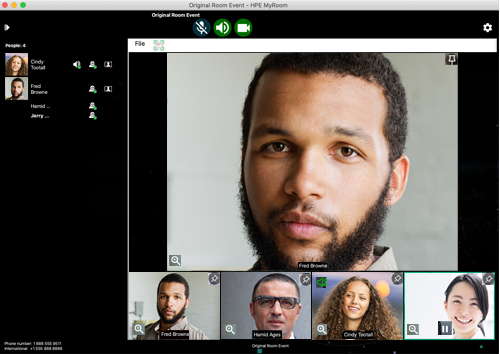 Original Room Event - HPE MyRoom
Original Room Event
File
People: 4
Cindy
Tootall
Fred
Browne
Hamid ...
Jerry ...
Fred Browne
Fred Browne
Hamid Ages
Cindy Tootall
Phone number: 1 888 555 9511
International: +1 555 888 8888
Original Room Event